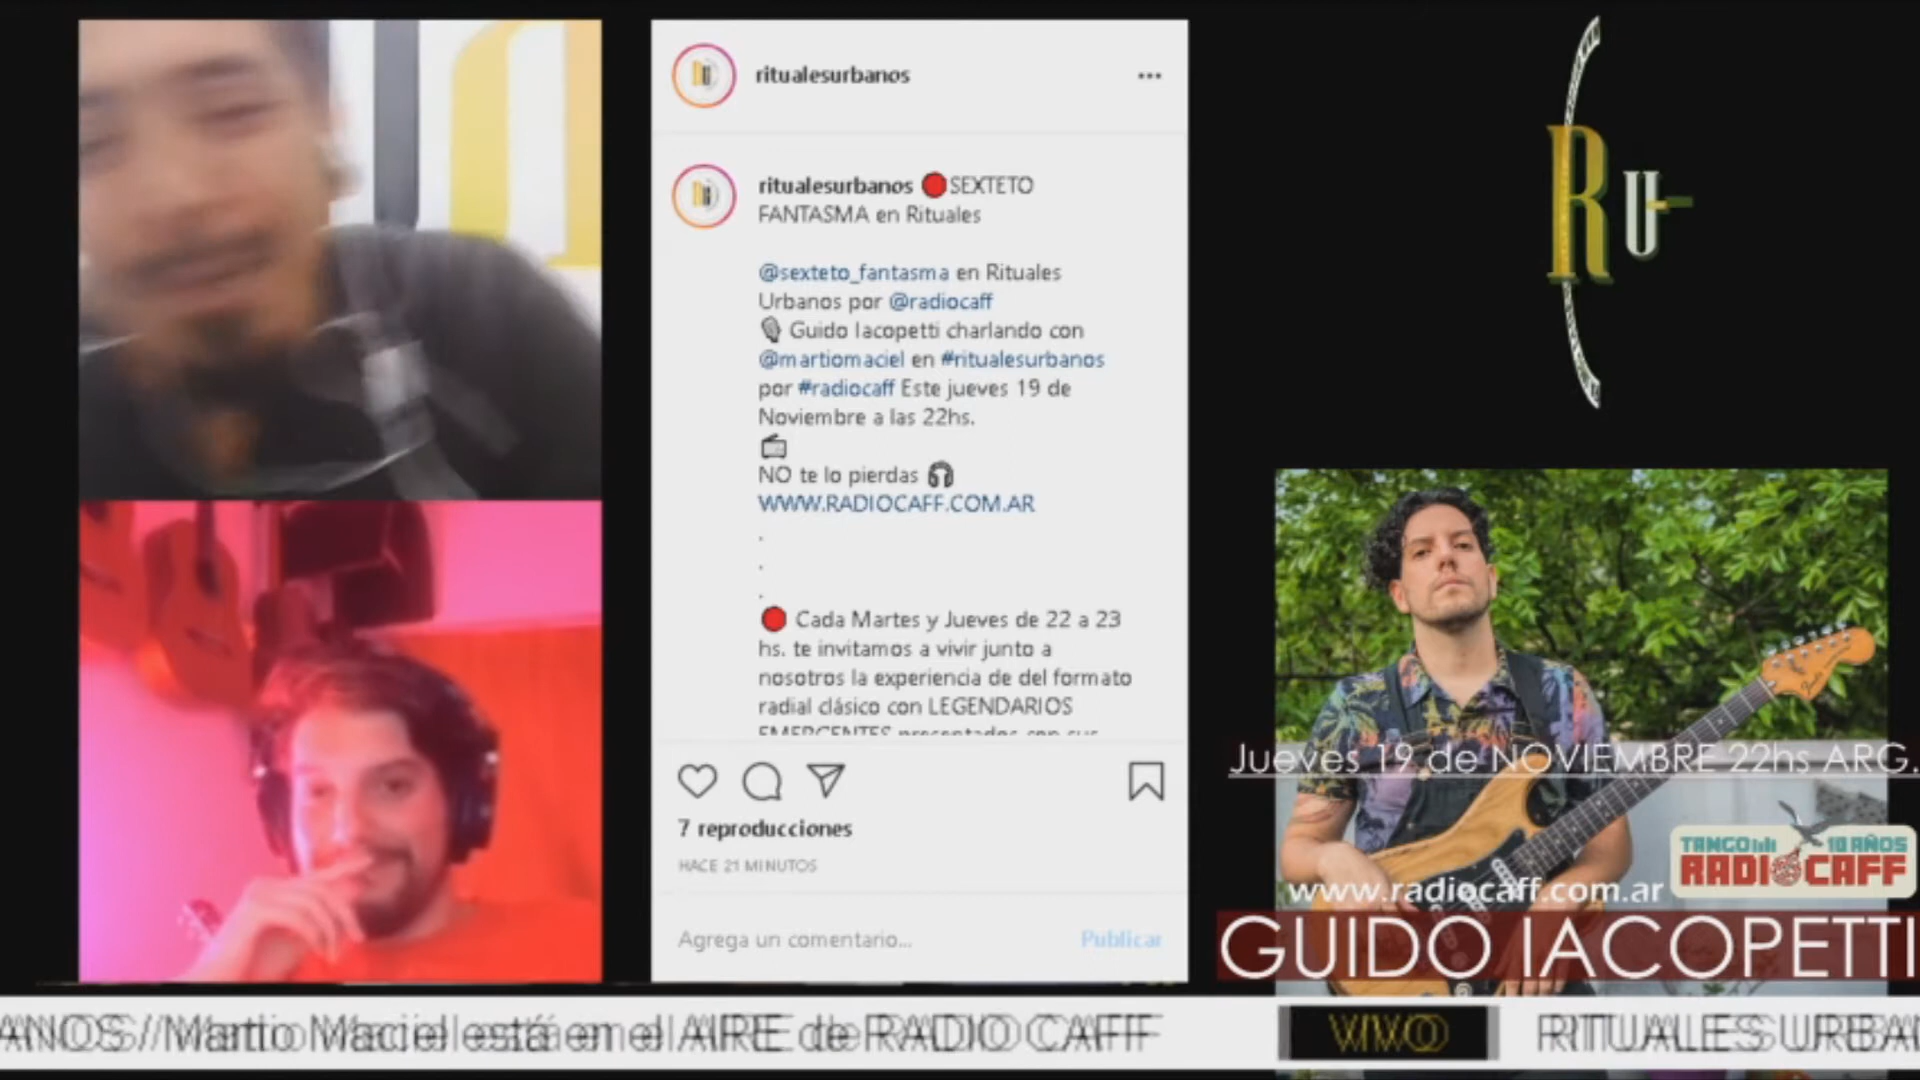 ritualesurbanos
ritualesurbanos 🔴SEXTETO
FANTASMA en Rituales
@sexteto_fantasma en Rituales
Urbanos por @radiocaff
🎙 Guido Iacopetti charlando con
@martiomaciel en #ritualesurbanos
por #radiocaff Este jueves 19 de
Noviembre a las 22hs.
📻
NO te lo pierdas 🎧
WWW.RADIOCAFF.COM.AR
.
.
.
🔴 Cada Martes y Jueves de 22 a 23
hs. te invitamos a vivir junto a
nosotros la experiencia de del formato
radial clásico con LEGENDARIOS
EMERGENTES presentados con sus
7 reproducciones
HACE 21 MINUTOS
Agrega un comentario... Publicar
RU
Jueves 19 de NOVIEMBRE 22hs ARG.
TANGO 10 AÑOS
RADIOCAFF
www.radiocaff.com.ar
GUIDO IACOPETTI
ANOS // Martio Maciel está en el AIRE de RADIO CAFF
VIVO
RITUALES URBA